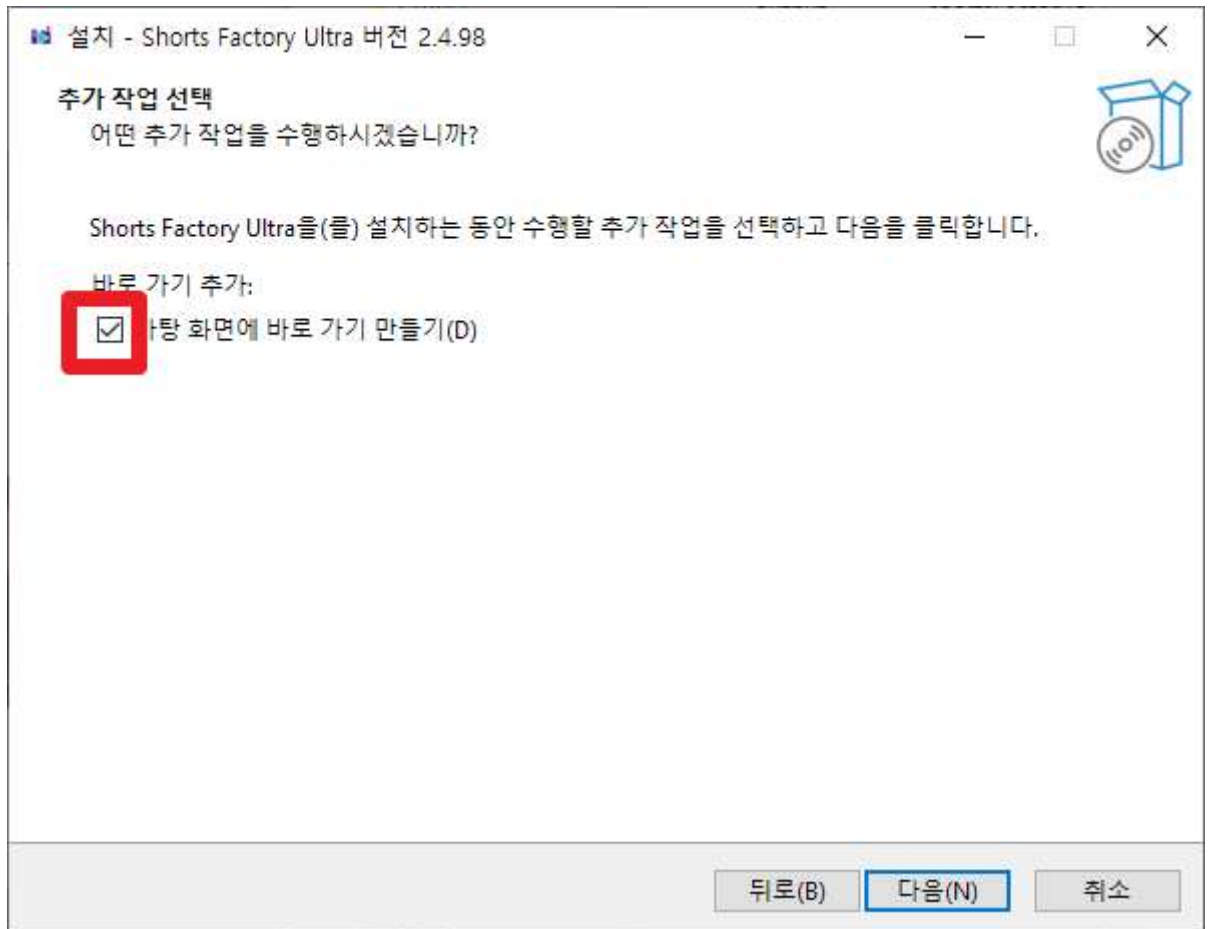 설치 - Shorts Factory Ultra 버전 2.4.98
추가 작업 선택
어떤 추가 작업을 수행하시겠습니까?
Shorts Factory Ultra을(를) 설치하는 동안 수행할 추가 작업을 선택하고 다음을 클릭합니다.
바로 가기 추가:
화면에 바로 가기 만들기(D)
뒤로(B) 다음(N) 취소